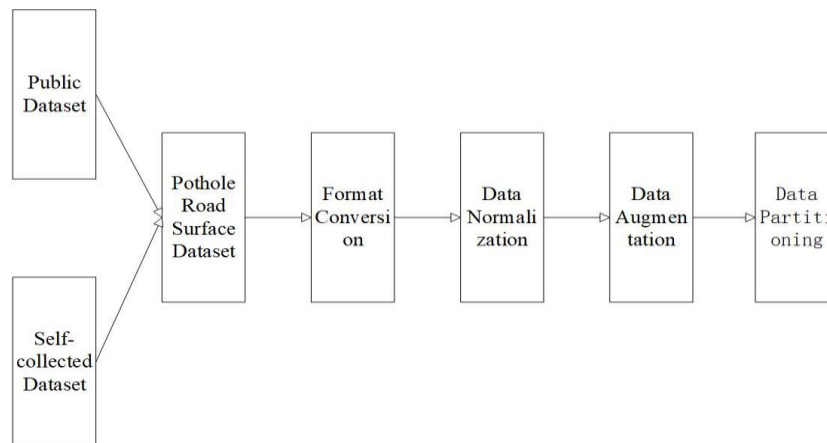 Public
Dataset
Self-
collected
Dataset
Pothole
Road
Surface
Dataset
Format
Conversi
on
Data
Normali
zation
Data
Augmen
tation
Data
Partiti
oning